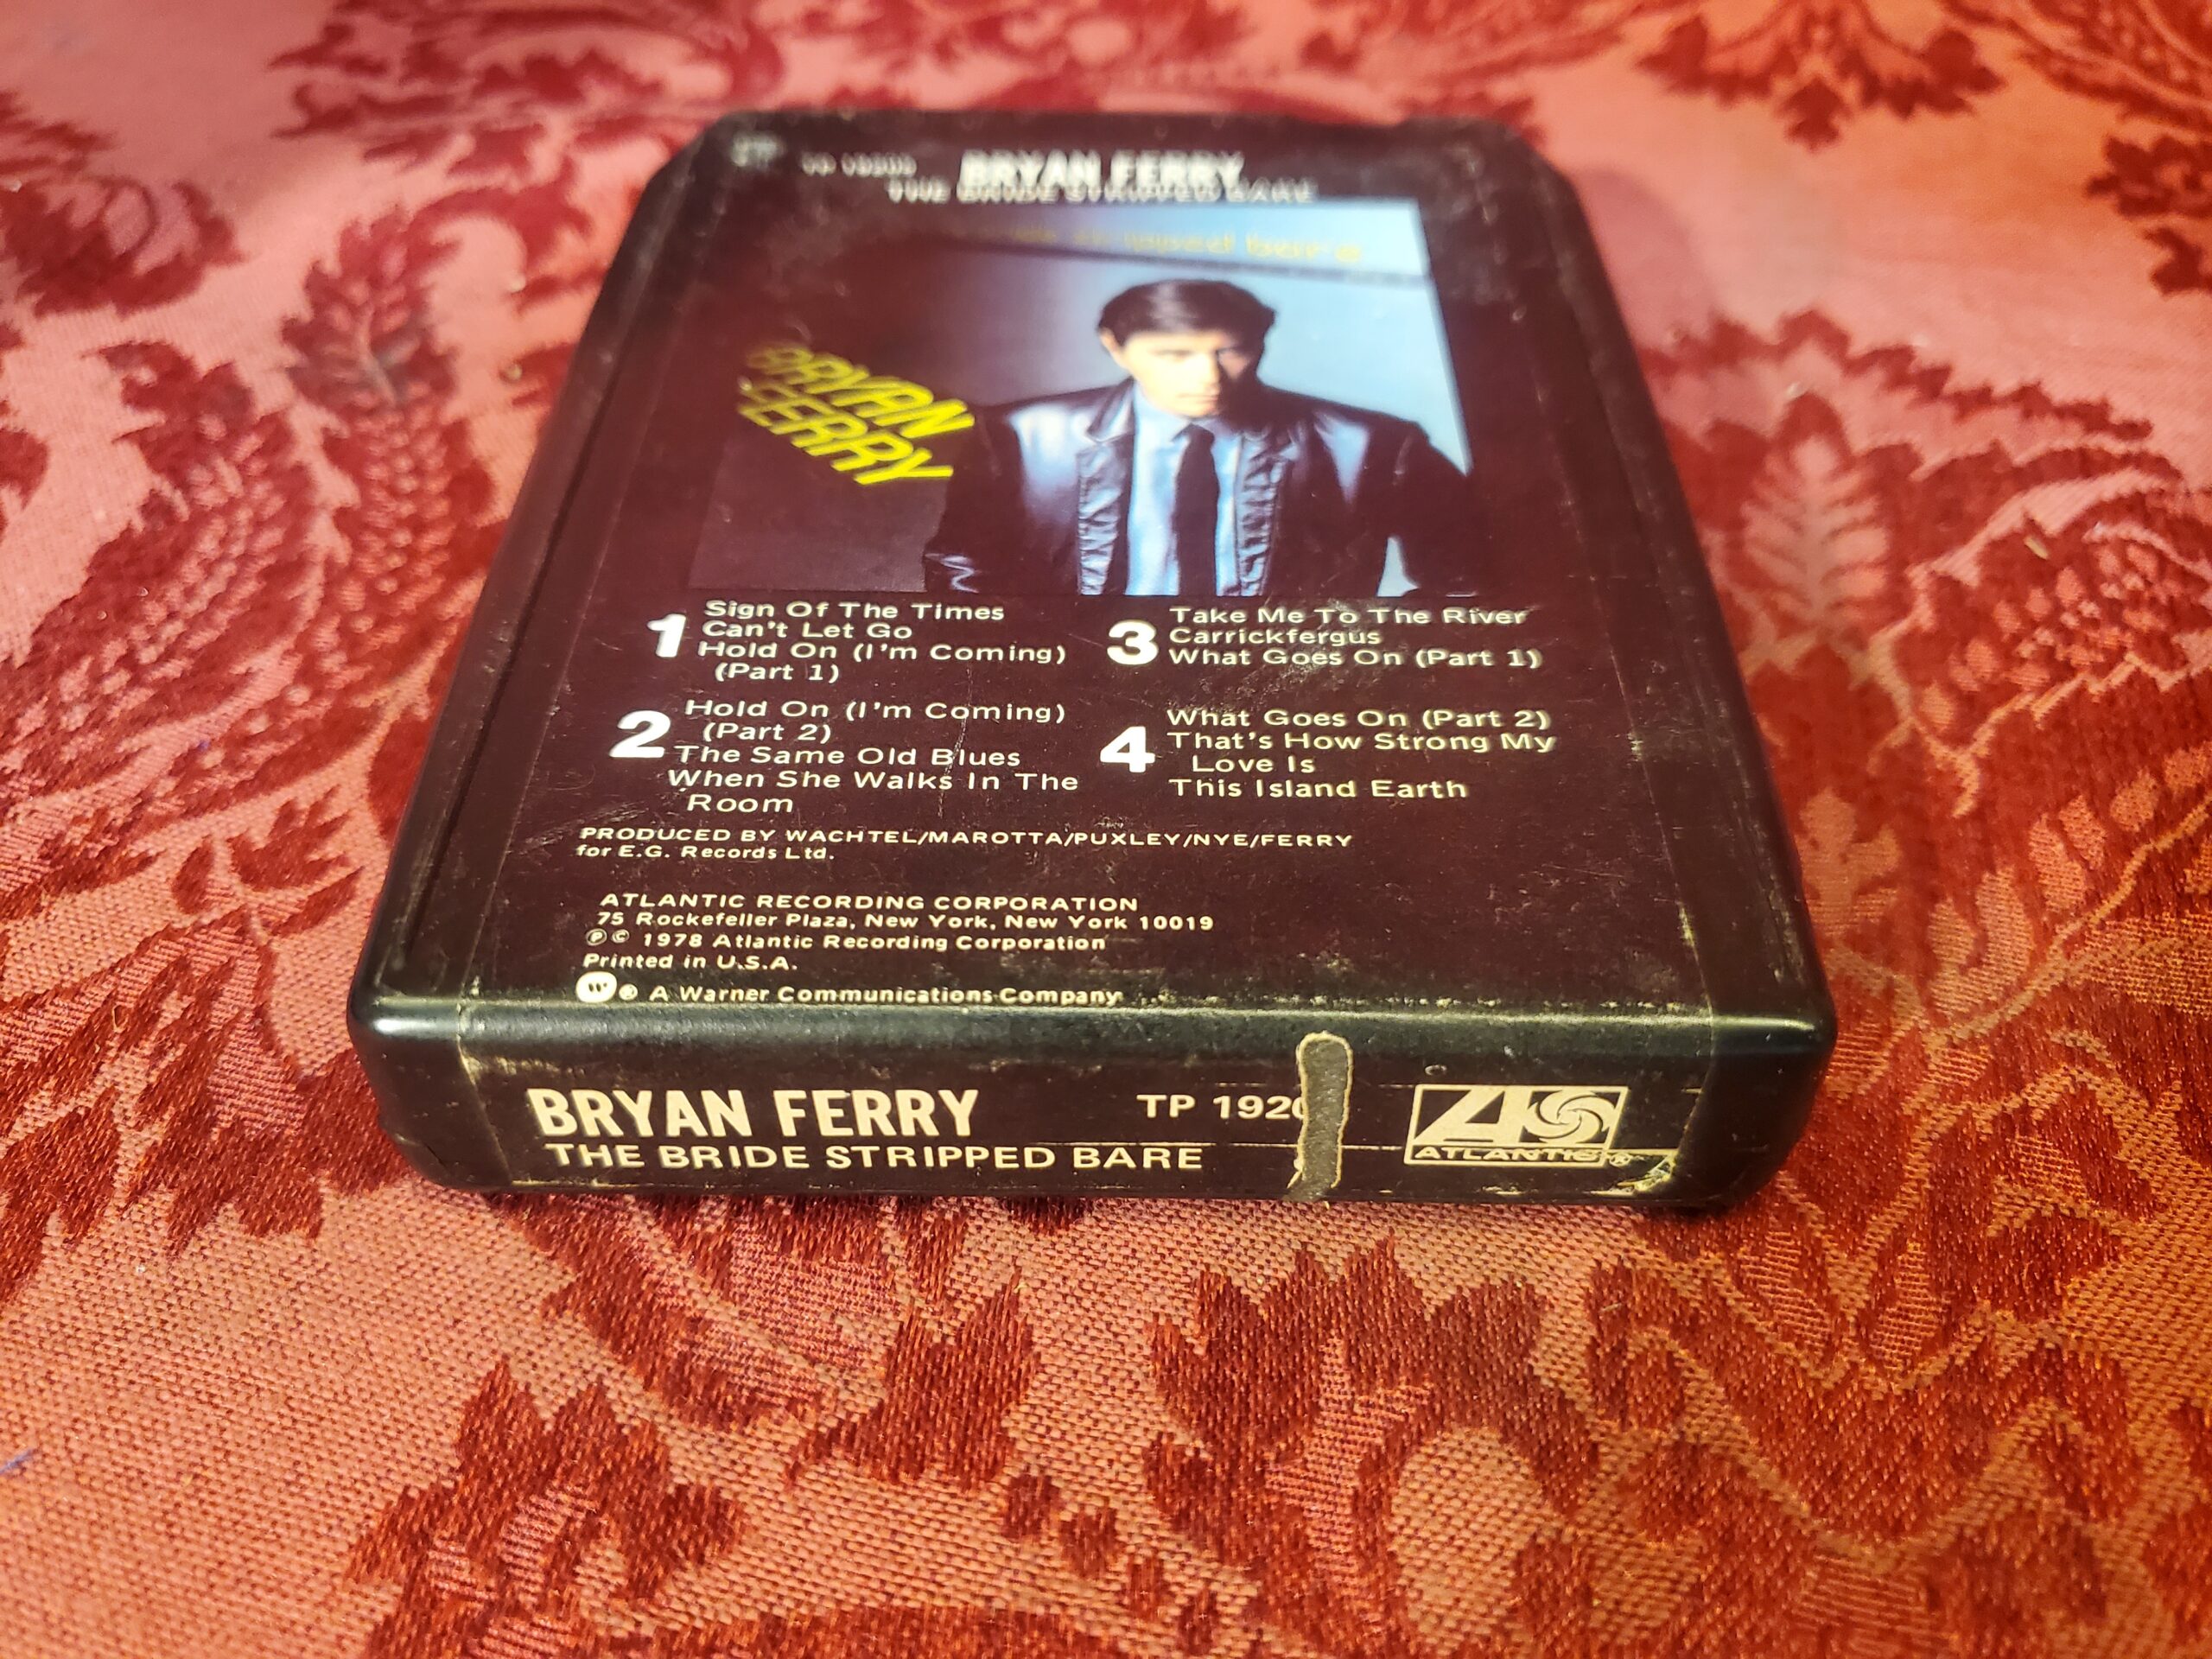 BRYAN FERRY
THE BRIDE STRIPPED BARE
stripped bare
BRYAN
FERRY
1 Sign Of The Times
Can't Let Go
Hold On (I'm Coming)
(Part 1)
2 Hold On (I'm Coming)
(Part 2)
The Same Old Blues
When She Walks In The
Room
3 Take Me To The River
Carrickfergus
What Goes On (Part 1)
4 What Goes On (Part 2)
That's How Strong My
Love Is
This Island Earth
PRODUCED BY WACHTEL/MAROTTA/PUXLEY/NYE/FERRY
for E.G. Records Ltd.
ATLANTIC RECORDING CORPORATION
75 Rockefeller Plaza, New York, New York 10019
℗© 1978 Atlantic Recording Corporation
Printed in U.S.A.
® A Warner Communications Company
BRYAN FERRY
THE BRIDE STRIPPED BARE
TP 1920
ATLANTIC®